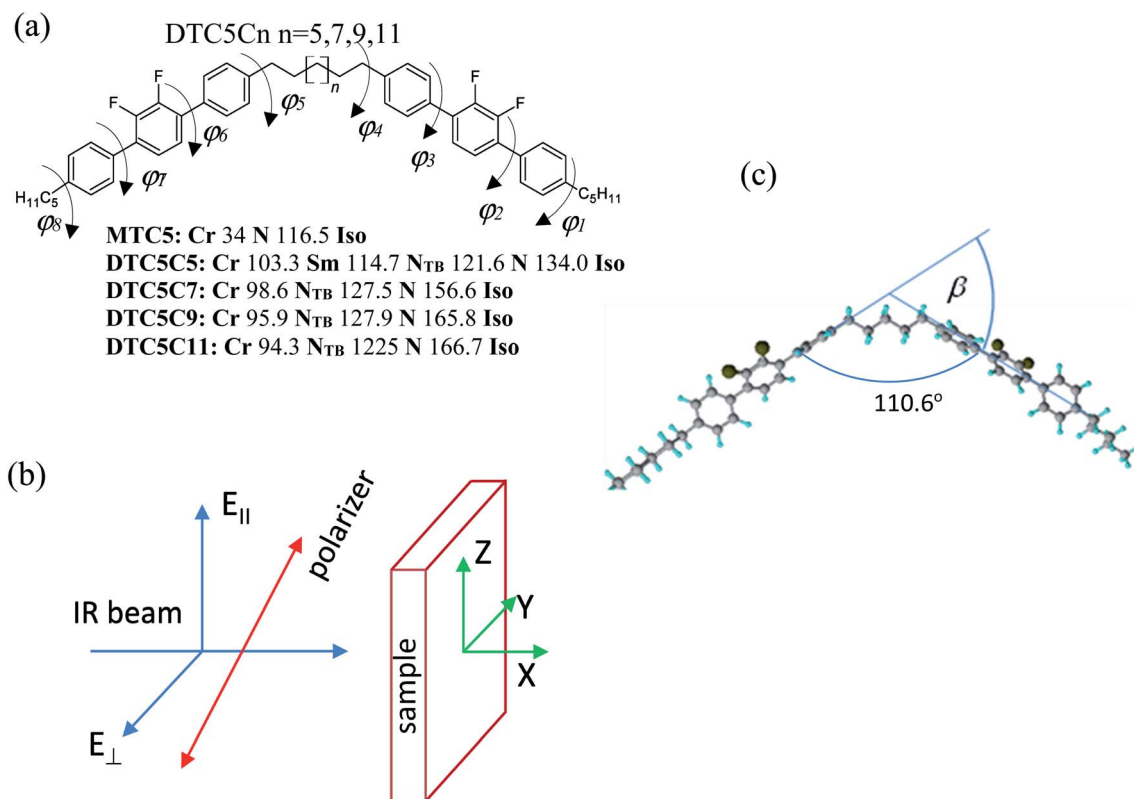 (a)
DTC5Cn n=5,7,9,11
F
F
n
F
F
φ5
φ4
φ6
φ3
φ7
φ2
H11C5
φ8
C5H11
φ1
MTC5: Cr 34 N 116.5 Iso
DTC5C5: Cr 103.3 Sm 114.7 NTB 121.6 N 134.0 Iso
DTC5C7: Cr 98.6 NTB 127.5 N 156.6 Iso
DTC5C9: Cr 95.9 NTB 127.9 N 165.8 Iso
DTC5C11: Cr 94.3 NTB 1225 N 166.7 Iso
(c)
β
110.6º
(b)
E||
polarizer
IR beam
E⊥
Z
Y
X
sample